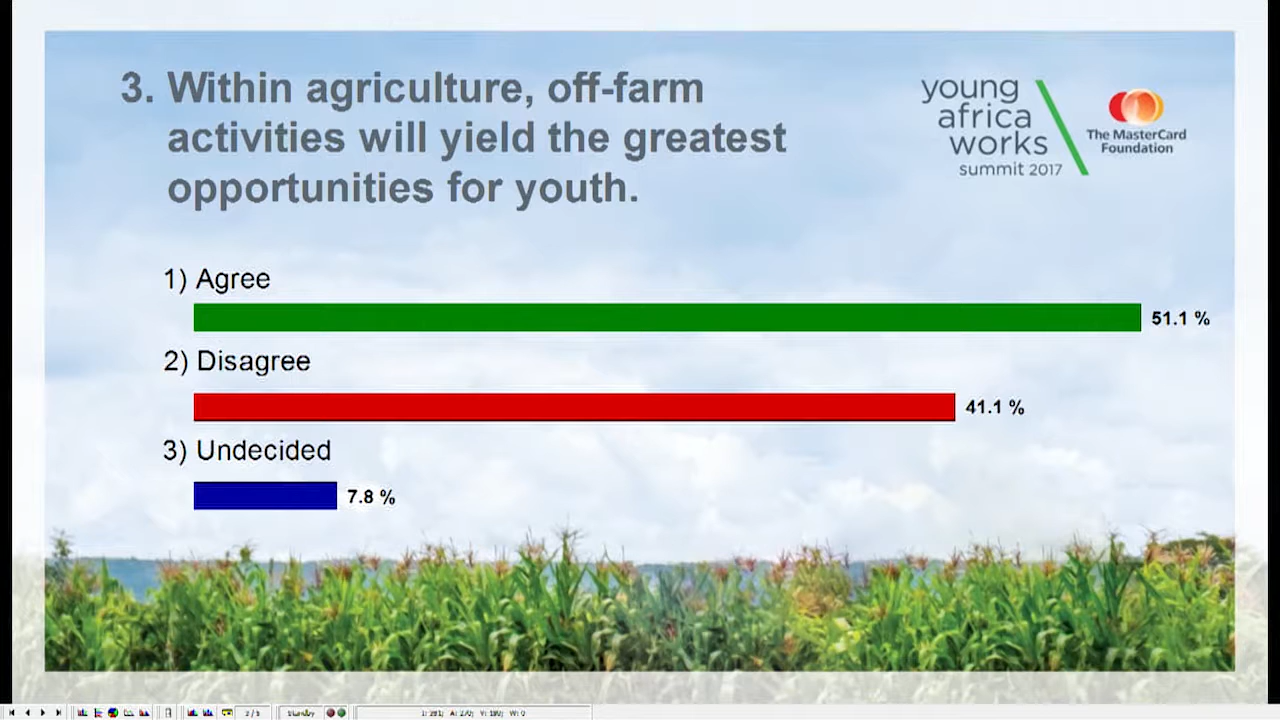 3. Within agriculture, off-farm
activities will yield the greatest
opportunities for youth.
young
africa
works
summit 2017
The MasterCard
Foundation
1) Agree
51.1 %
2) Disagree
41.1 %
3) Undecided
7.8 %
Standby